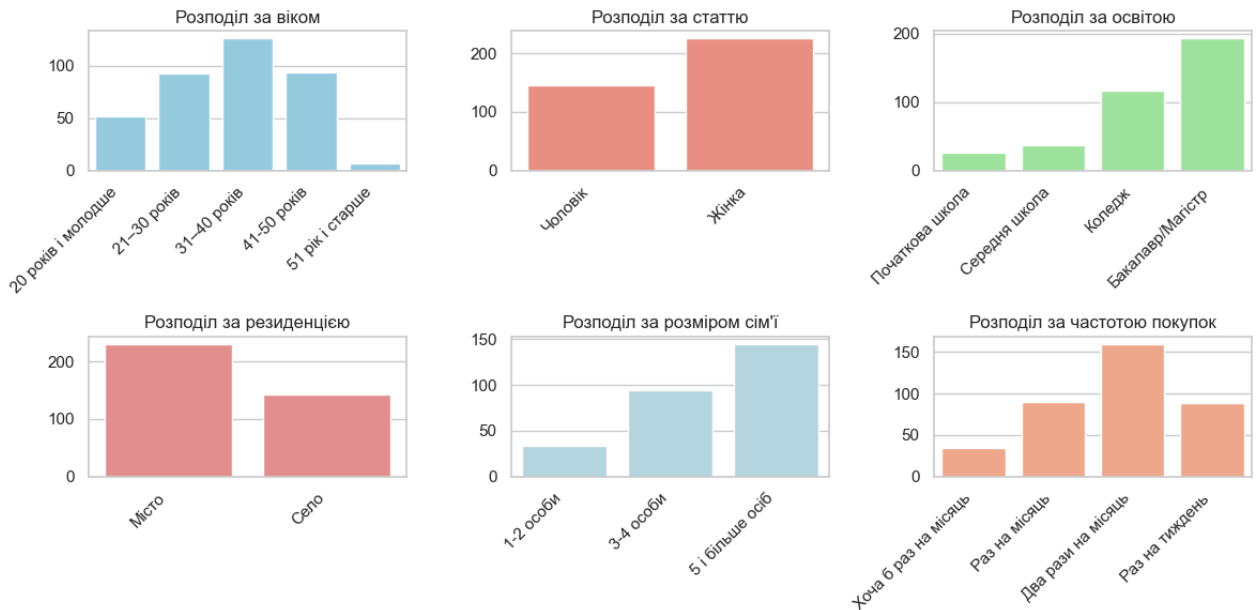 Розподіл за віком
100
50
0
20 років і молодше
21–30 років
31–40 років
41-50 років
51 рік і старше
Розподіл за статтю
200
100
0
Чоловік
Жінка
Розподіл за освітою
200
100
0
Початкова школа
Середня школа
Коледж
Бакалавр/Магістр
Розподіл за резиденцією
200
100
0
Місто
Село
Розподіл за розміром сім'ї
150
100
50
0
1-2 особи
3-4 особи
5 і більше осіб
Розподіл за частотою покупок
150
100
50
0
Хоча б раз на місяць
Раз на місяць
Два рази на місяць
Раз на тиждень